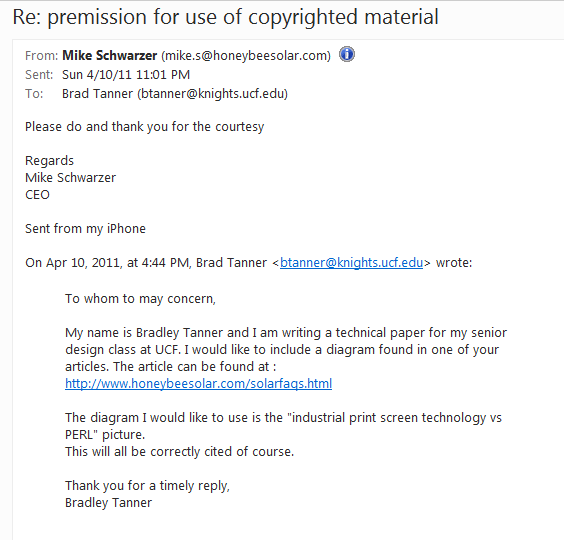 Re: premission for use of copyrighted material
From: Mike Schwarzer (mike.s@honeybeesolar.com)
Sent: Sun 4/10/11 11:01 PM
To: Brad Tanner (btanner@knights.ucf.edu)
Please do and thank you for the courtesy
Regards
Mike Schwarzer
CEO
Sent from my iPhone
On Apr 10, 2011, at 4:44 PM, Brad Tanner <btanner@knights.ucf.edu> wrote:
To whom to may concern,
My name is Bradley Tanner and I am writing a technical paper for my senior
design class at UCF. I would like to include a diagram found in one of your
articles. The article can be found at :
http://www.honeybeesolar.com/solarfaqs.html
The diagram I would like to use is the "industrial print screen technology vs
PERL" picture.
This will all be correctly cited of course.
Thank you for a timely reply,
Bradley Tanner